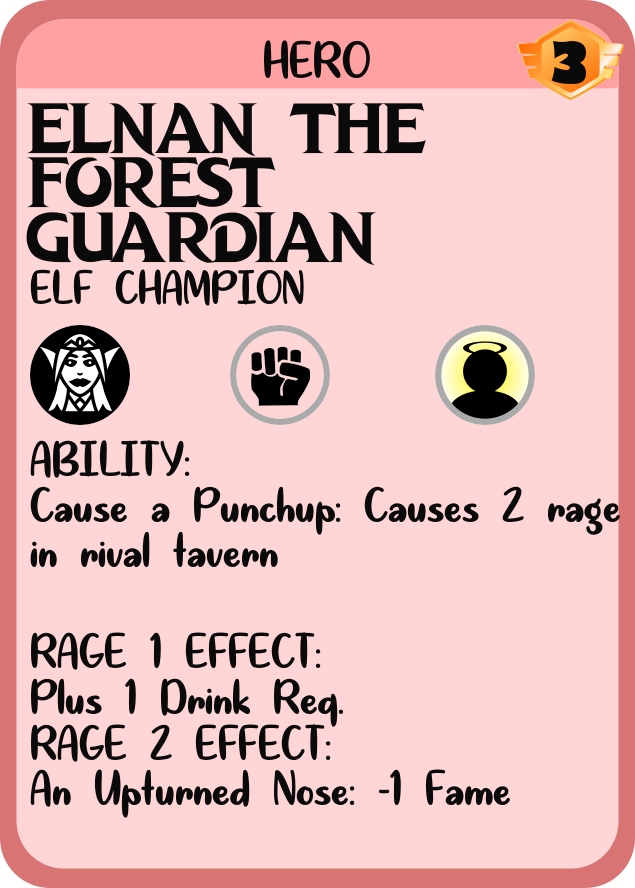 HERO
3
ELNAN THE
FOREST
GUARDIAN
ELF CHAMPION
ABILITY:
Cause a Punchup: Causes 2 rage
in rival tavern
RAGE 1 EFFECT:
Plus 1 Drink Req.
RAGE 2 EFFECT:
An Upturned Nose: -1 Fame